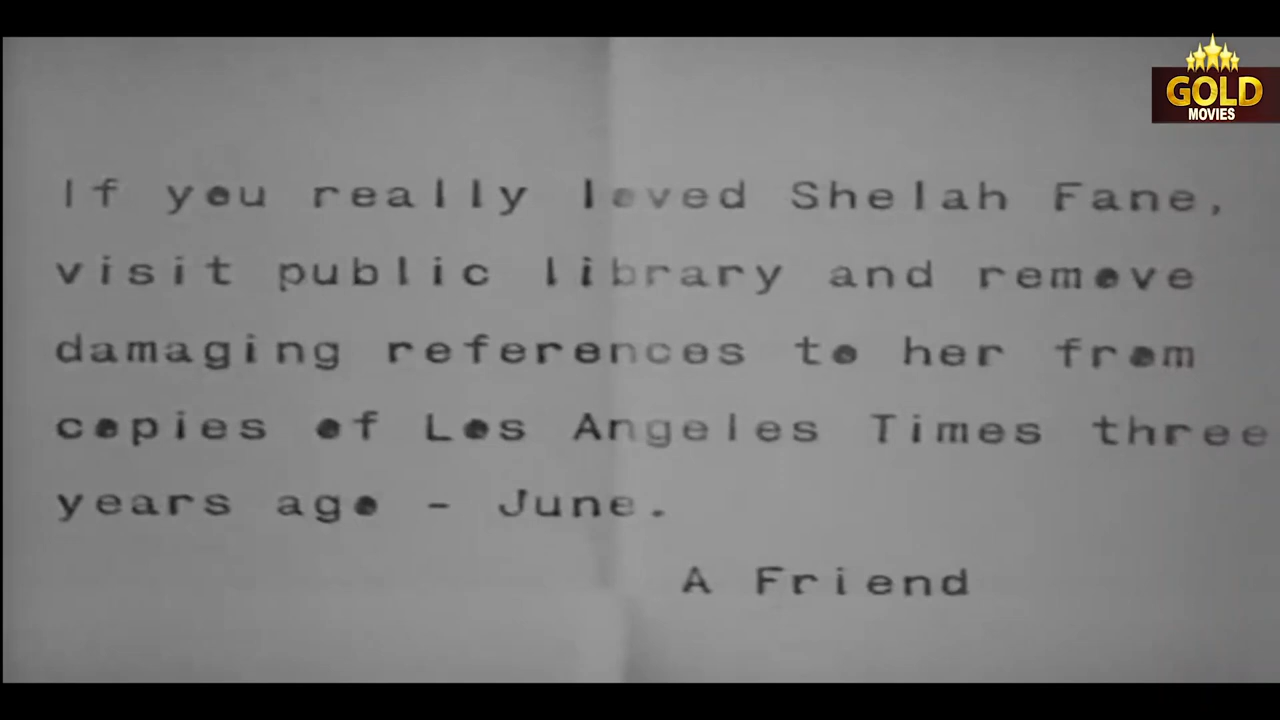 GOLD
MOVIES
If you really loved Shelah Fane,
visit public library and remove
damaging references to her from
copies of Los Angeles Times three
years ago - June.
A Friend